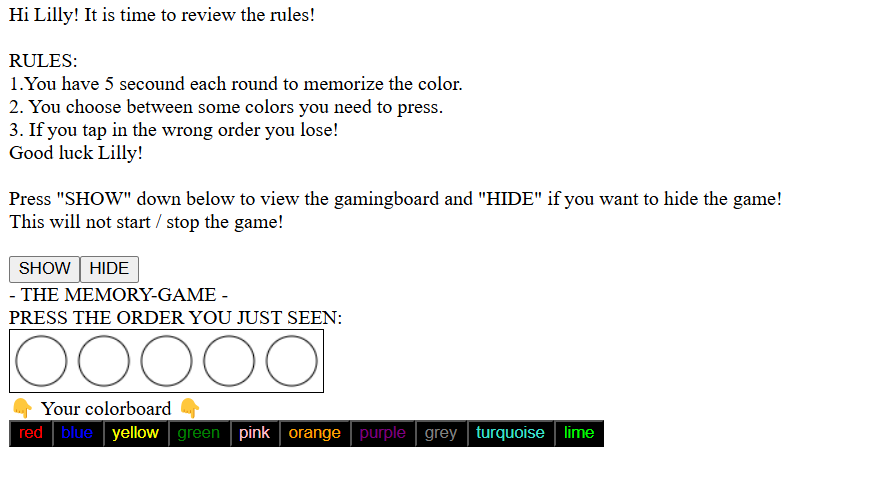 Hi Lilly! It is time to review the rules!
RULES:
1.You have 5 secound each round to memorize the color.
2. You choose between some colors you need to press.
3. If you tap in the wrong order you lose!
Good luck Lilly!
Press "SHOW" down below to view the gamingboard and "HIDE" if you want to hide the game!
This will not start / stop the game!
SHOW HIDE
- THE MEMORY-GAME -
PRESS THE ORDER YOU JUST SEEN:
👇 Your colorboard 👇
red blue yellow green pink orange purple grey turquoise lime